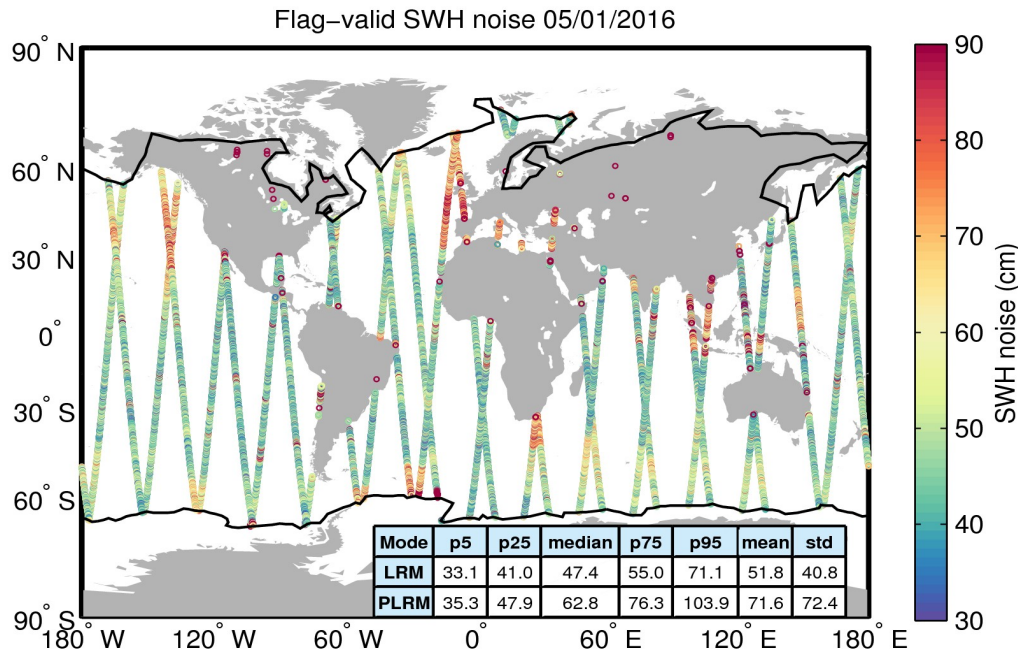 Flag−valid SWH noise 05/01/2016
90° N
60° N
30° N
0°
30° S
60° S
90° S
180° W
120° W
60° W
0°
60° E
120° E
180° E
Mode p5 p25 median p75 p95 mean std
LRM 33.1 41.0 47.4 55.0 71.1 51.8 40.8
PLRM 35.3 47.9 62.8 76.3 103.9 71.6 72.4
90
80
70
60
50
40
30
SWH noise (cm)